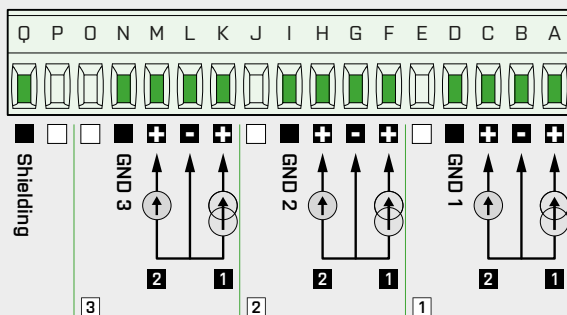 Q P O N M L K J I H G F E D C B A
+ - + + - + + - +
Shielding
GND 3
GND 2
GND 1
2 1 2 1 2 1
3 2 1